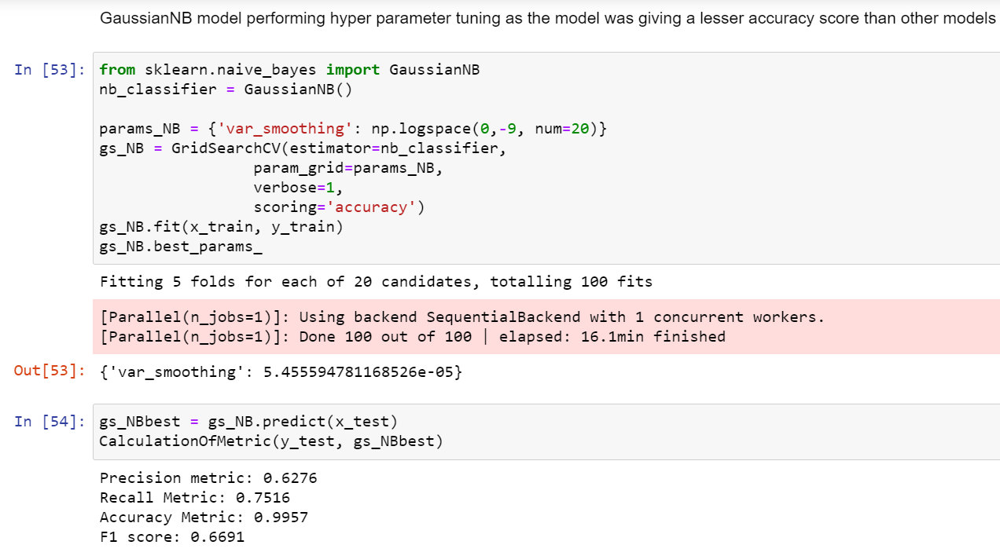 GaussianNB model performing hyper parameter tuning as the model was giving a lesser accuracy score than other models
In [53]:
from sklearn.naive_bayes import GaussianNB
nb_classifier = GaussianNB()
params_NB = {'var_smoothing': np.logspace(0,-9, num=20)}
gs_NB = GridSearchCV(estimator=nb_classifier,
param_grid=params_NB,
verbose=1,
scoring='accuracy')
gs_NB.fit(x_train, y_train)
gs_NB.best_params_
Fitting 5 folds for each of 20 candidates, totalling 100 fits
[Parallel(n_jobs=1)]: Using backend SequentialBackend with 1 concurrent workers.
[Parallel(n_jobs=1)]: Done 100 out of 100 | elapsed: 16.1min finished
Out[53]: {'var_smoothing': 5.455594781168526e-05}
In [54]:
gs_NBbest = gs_NB.predict(x_test)
CalculationOfMetric(y_test, gs_NBbest)
Precision metric: 0.6276
Recall Metric: 0.7516
Accuracy Metric: 0.9957
F1 score: 0.6691